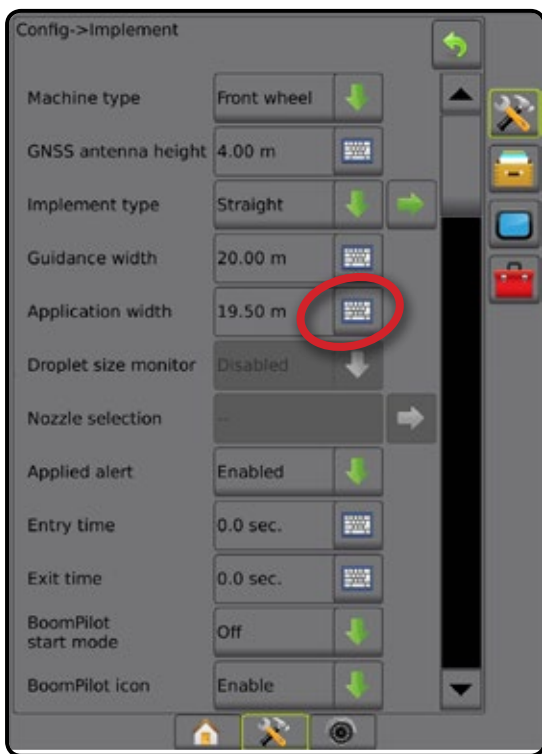 Config->Implement
Machine type Front wheel
GNSS antenna height 4.00 m
Implement type Straight
Guidance width 20.00 m
Application width 19.50 m
Droplet size monitor Disabled
Nozzle selection --
Applied alert Enabled
Entry time 0.0 sec.
Exit time 0.0 sec.
BoomPilot
start mode Off
BoomPilot icon Enable